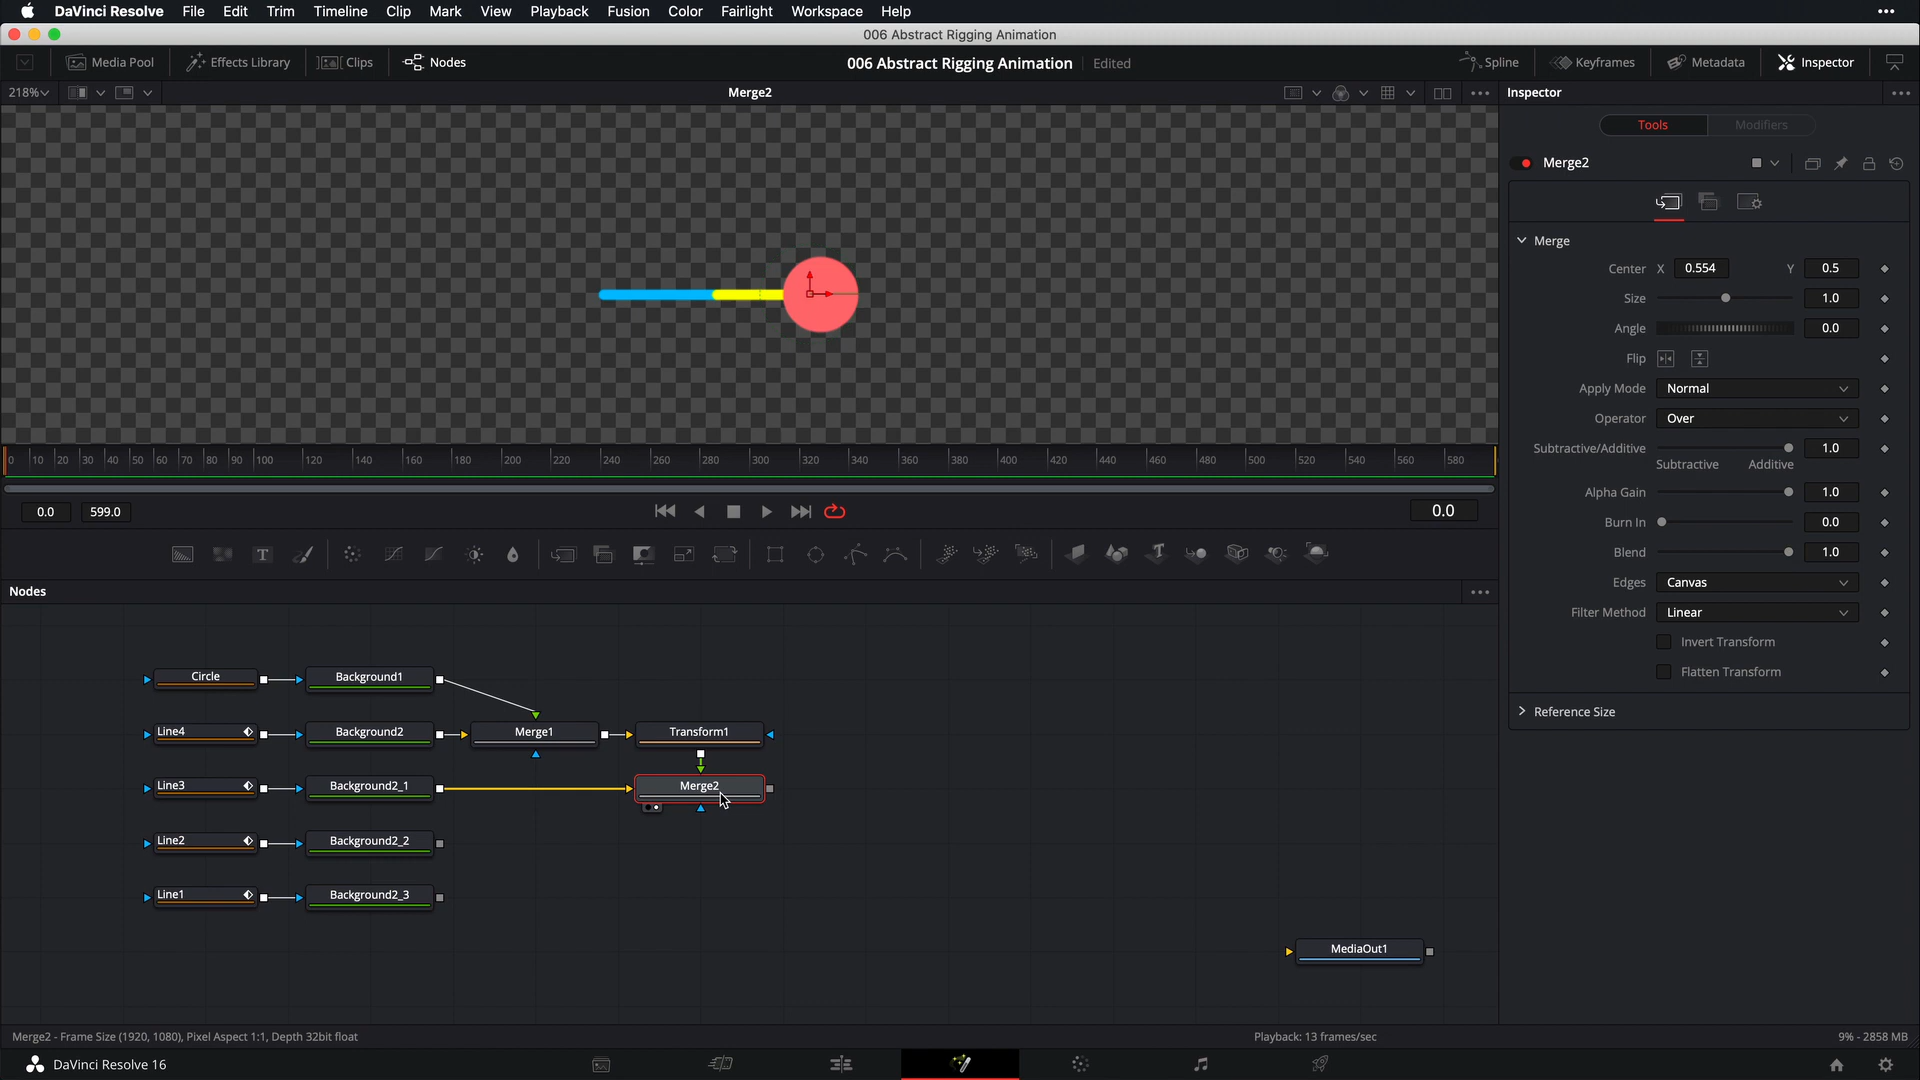 DaVinci Resolve File Edit Trim Timeline Clip Mark View Playback Fusion Color Fairlight Workspace Help
006 Abstract Rigging Animation
Media Pool Effects Library Clips Nodes 006 Abstract Rigging Animation Edited Spline Keyframes Metadata Inspector
218% Merge2 Inspector
Tools Modifiers
Merge2
Merge
Center X 0.554 Y 0.5
Size 1.0
Angle 0.0
Flip
Apply Mode Normal
Operator Over
Subtractive/Additive 1.0
Subtractive Additive
Alpha Gain 1.0
Burn In 0.0
Blend 1.0
Edges Canvas
Filter Method Linear
Invert Transform
Flatten Transform
Reference Size
0 10 20 30 40 50 60 70 80 90 100 120 140 160 180 200 220 240 260 280 300 320 340 360 380 400 420 440 460 480 500 520 540 560 580
0.0 599.0 0.0
T
Nodes
Circle Background1
Line4 Background2 Merge1 Transform1
Line3 Background2_1 Merge2
Line2 Background2_2
Line1 Background2_3
MediaOut1
Merge2 - Frame Size (1920, 1080), Pixel Aspect 1:1, Depth 32bit float Playback: 13 frames/sec 9% - 2858 MB
DaVinci Resolve 16